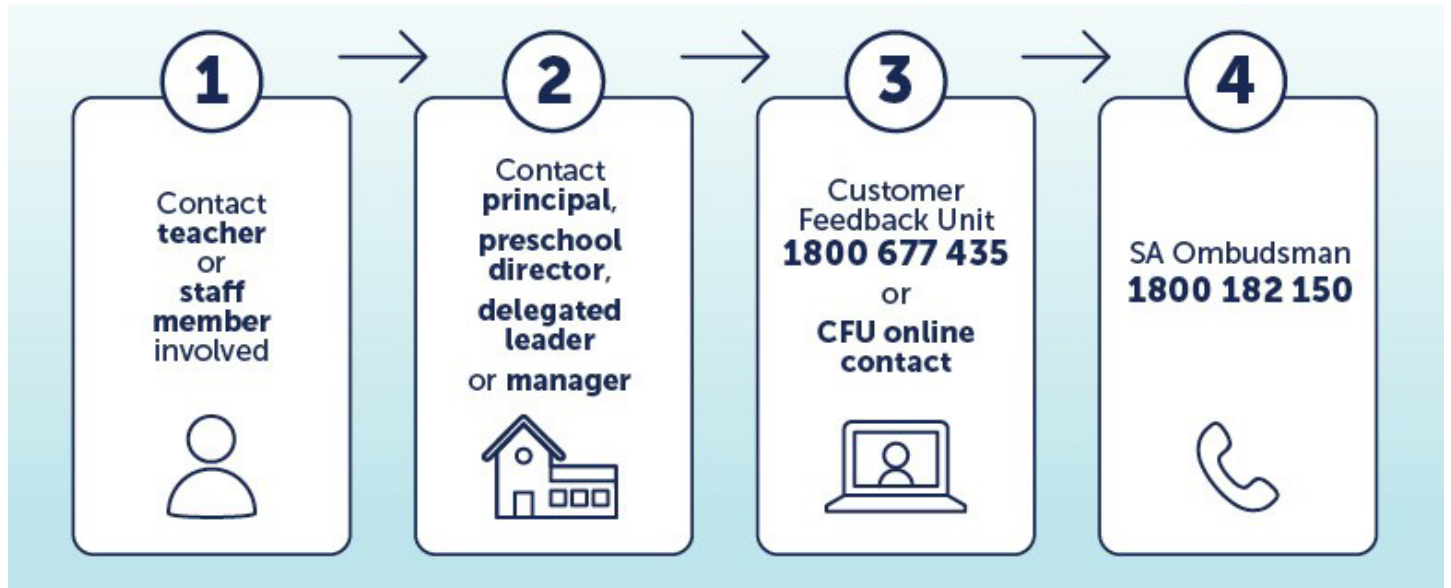 1
Contact
teacher
or
staff
member
involved
2
Contact
principal,
preschool
director,
delegated
leader
or manager
3
Customer
Feedback Unit
1800 677 435
or
CFU online
contact
4
SA Ombudsman
1800 182 150